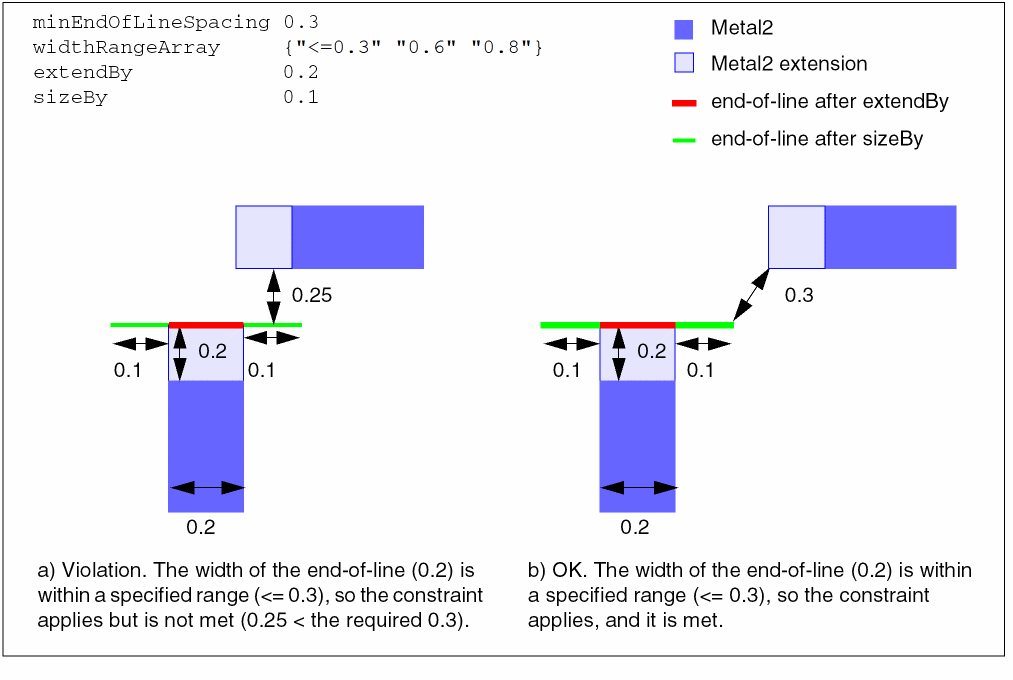 minEndOfLineSpacing 0.3
widthRangeArray {"<=0.3" "0.6" "0.8"}
extendBy 0.2
sizeBy 0.1
Metal2
Metal2 extension
end-of-line after extendBy
end-of-line after sizeBy
0.25
0.2
0.1
0.1
0.2
a) Violation. The width of the end-of-line (0.2) is
within a specified range (<= 0.3), so the constraint
applies but is not met (0.25 < the required 0.3).
0.3
0.2
0.1
0.1
0.2
b) OK. The width of the end-of-line (0.2) is within
a specified range (<= 0.3), so the constraint
applies, and it is met.